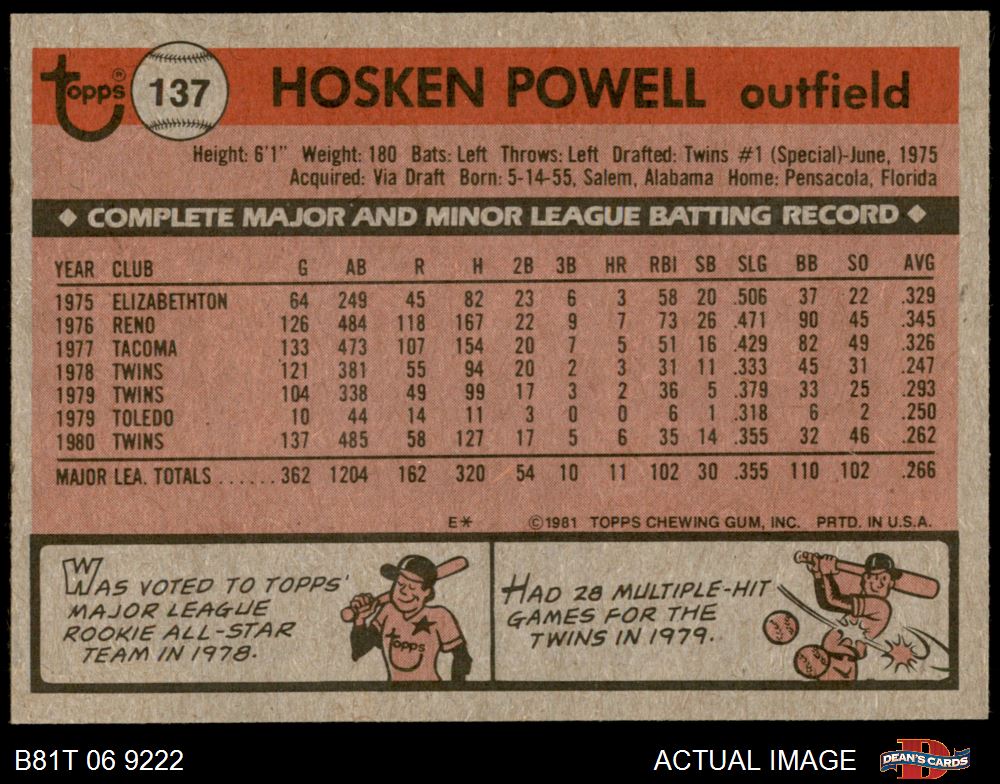 topps® 137 HOSKEN POWELL outfield
Height: 6'1" Weight: 180 Bats: Left Throws: Left Drafted: Twins #1 (Special)-June, 1975
Acquired: Via Draft Born: 5-14-55, Salem, Alabama Home: Pensacola, Florida
◆ COMPLETE MAJOR AND MINOR LEAGUE BATTING RECORD ◆
YEAR CLUB G AB R H 2B 3B HR RBI SB SLG BB SO AVG
1975 ELIZABETHTON 64 249 45 82 23 6 3 58 20 .506 37 22 .329
1976 RENO 126 484 118 167 22 9 7 73 26 .471 90 45 .345
1977 TACOMA 133 473 107 154 20 7 5 51 16 .429 82 49 .326
1978 TWINS 121 381 55 94 20 2 3 31 11 .333 45 31 .247
1979 TWINS 104 338 49 99 17 3 2 36 5 .379 33 25 .293
1979 TOLEDO 10 44 14 11 3 0 0 6 1 .318 6 2 .250
1980 TWINS 137 485 58 127 17 5 6 35 14 .355 32 46 .262
MAJOR LEA. TOTALS ...... 362 1204 162 320 54 10 11 102 30 .355 110 102 .266
E* ©1981 TOPPS CHEWING GUM, INC. PRTD. IN U.S.A.
WAS VOTED TO TOPPS'
MAJOR LEAGUE
ROOKIE ALL-STAR
TEAM IN 1978.
topps
HAD 28 MULTIPLE-HIT
GAMES FOR THE
TWINS IN 1979.
B81T 06 9222 ACTUAL IMAGE D DEAN'S CARDS